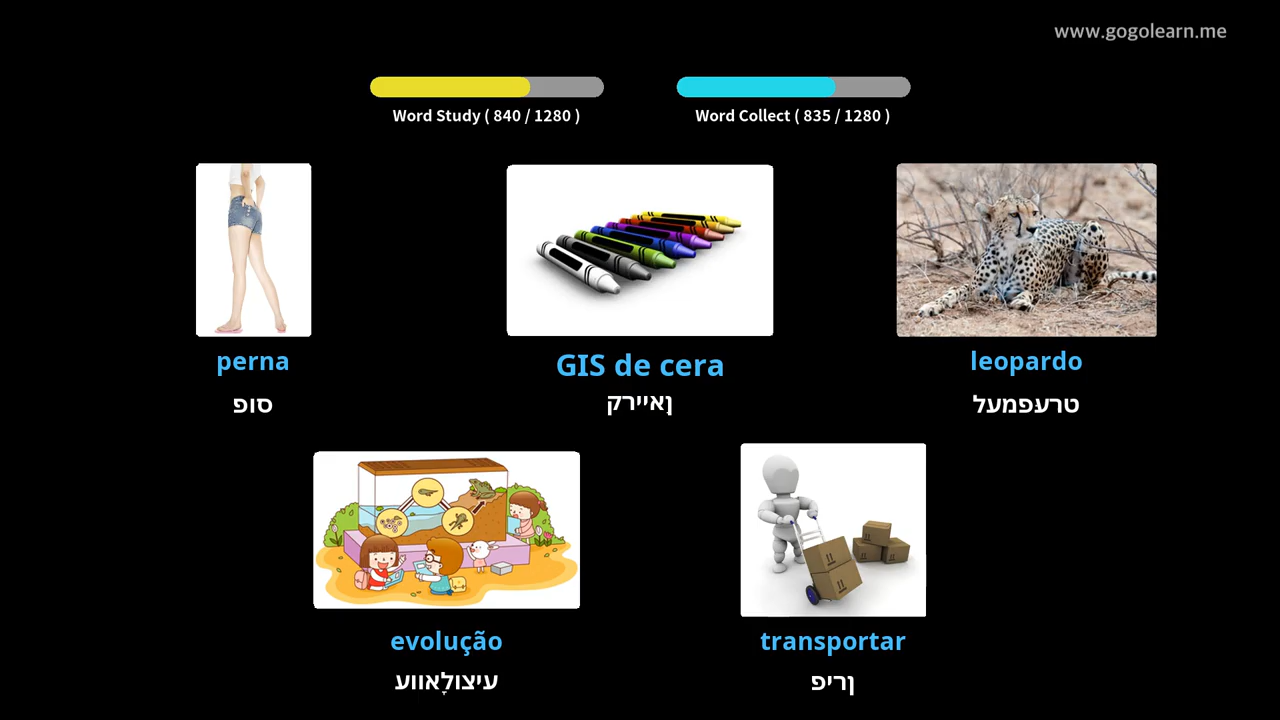 www.gogolearn.me
Word Study ( 840 / 1280 )
Word Collect ( 835 / 1280 )
perna
סופ
GIS de cera
ןאיירק
leopardo
טרעפמעל
evolução
עיצולָאווע
transportar
ןריפ